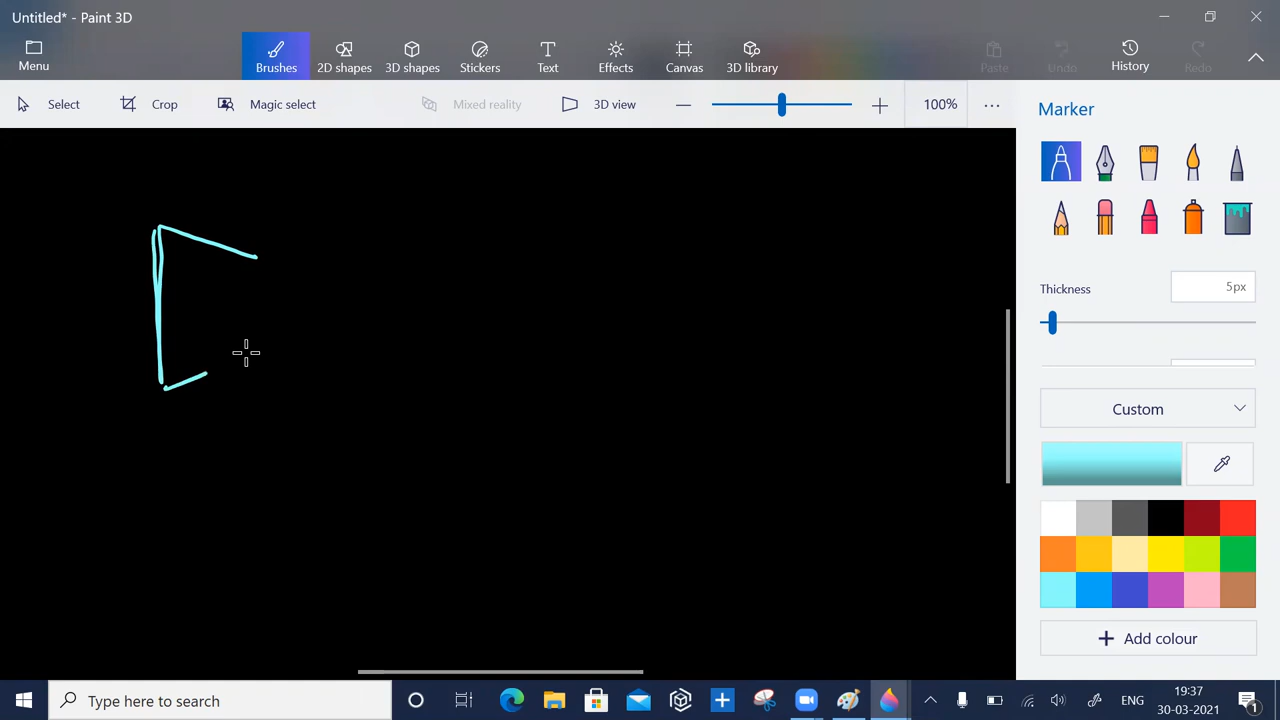 Untitled* - Paint 3D
Menu
Brushes 2D shapes 3D shapes Stickers Text Effects Canvas 3D library Paste Undo History Redo
Select Crop Magic select Mixed reality 3D view 100%
Marker
Thickness 5px
Custom
Add colour
Type here to search
ENG 19:37
30-03-2021
1